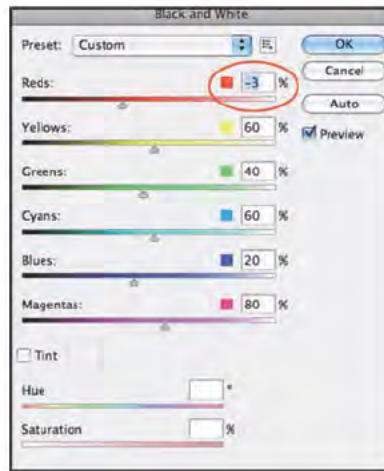 Black and White
Preset: Custom
OK
Cancel
Auto
Preview
Reds: -3 %
Yellows: 60 %
Greens: 40 %
Cyans: 60 %
Blues: 20 %
Magentas: 80 %
Tint
Hue °
Saturation %